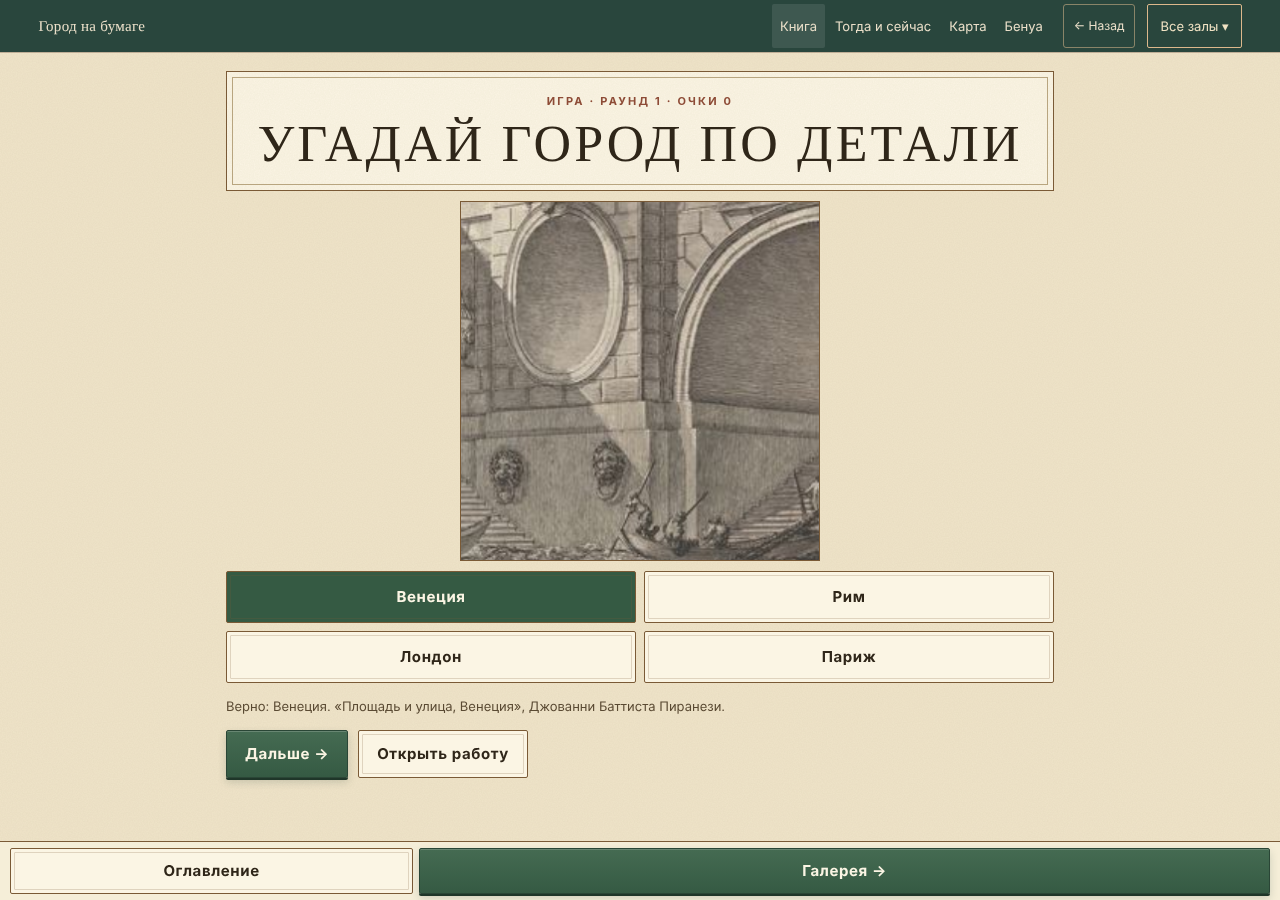 Город на бумаге
Книга Тогда и сейчас Карта Бенуа ← Назад Все залы ▾
ИГРА · РАУНД 1 · ОЧКИ 0
УГАДАЙ ГОРОД ПО ДЕТАЛИ
Венеция
Рим
Лондон
Париж
Верно: Венеция. «Площадь и улица, Венеция», Джованни Баттиста Пиранези.
Дальше →
Открыть работу
Оглавление
Галерея →